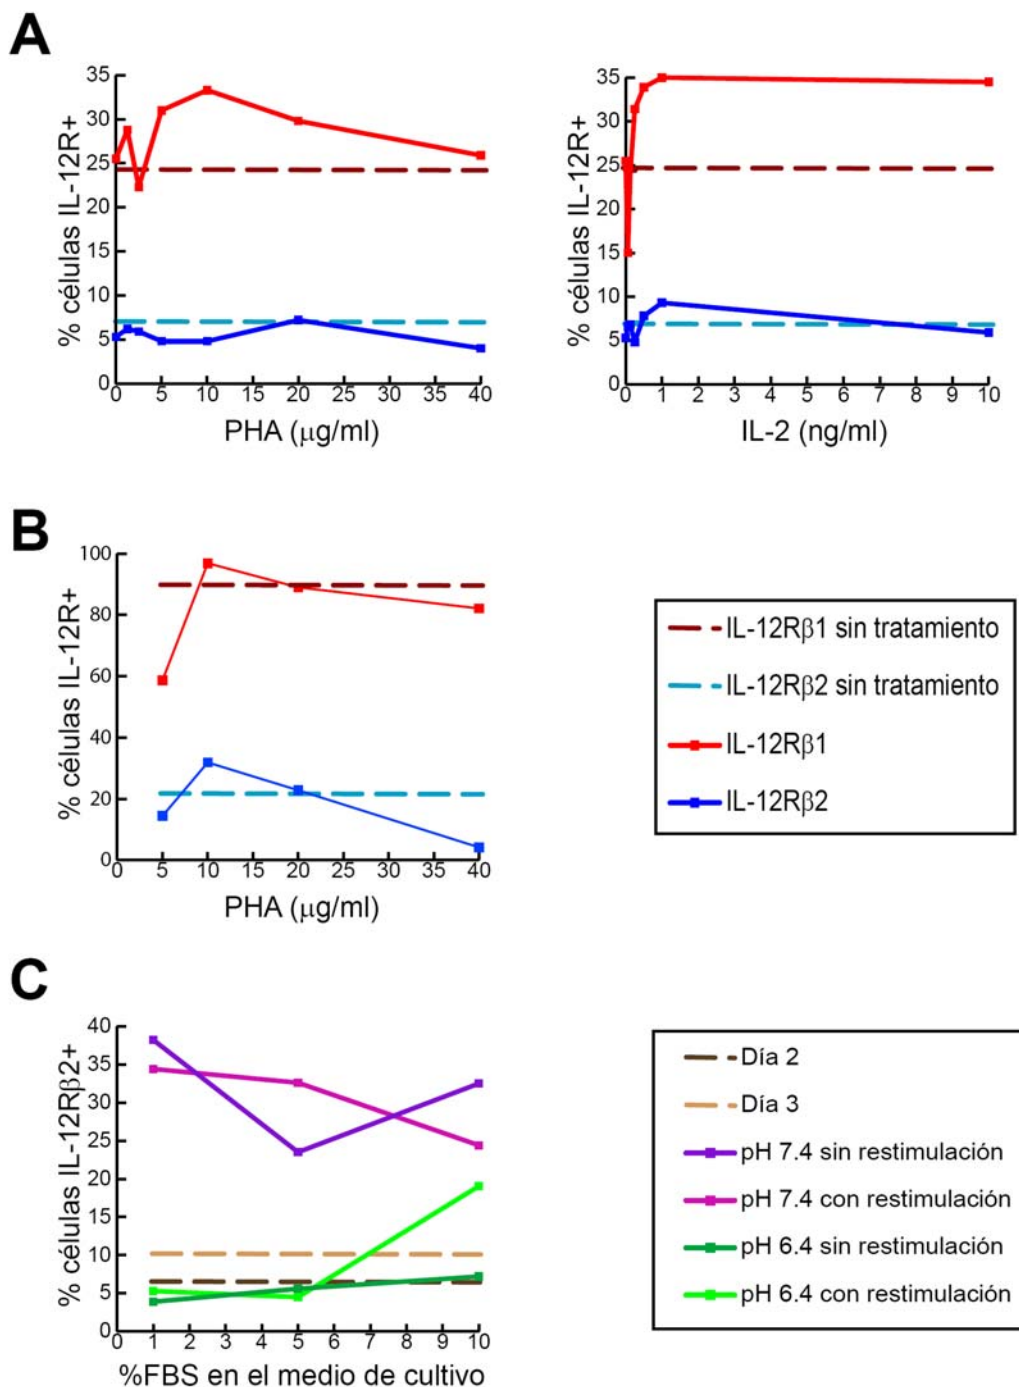 A
% células IL-12R+
35
30
25
20
15
10
5
0
0 5 10 15 20 25 30 35 40
PHA (μg/ml)
% células IL-12R+
35
30
25
20
15
10
5
0
0 1 2 3 4 5 6 7 8 9 10
IL-2 (ng/ml)
B
% células IL-12R+
100
80
60
40
20
0
0 5 10 15 20 25 30 35 40
PHA (μg/ml)
IL-12Rβ1 sin tratamiento
IL-12Rβ2 sin tratamiento
IL-12Rβ1
IL-12Rβ2
C
% células IL-12Rβ2+
40
35
30
25
20
15
10
5
0
0 1 2 3 4 5 6 7 8 9 10
%FBS en el medio de cultivo
Día 2
Día 3
pH 7.4 sin restimulación
pH 7.4 con restimulación
pH 6.4 sin restimulación
pH 6.4 con restimulación